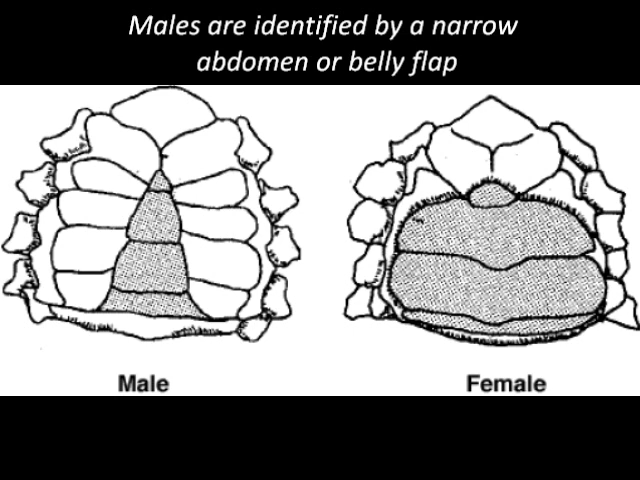 Males are identified by a narrow
abdomen or belly flap
Male
Female